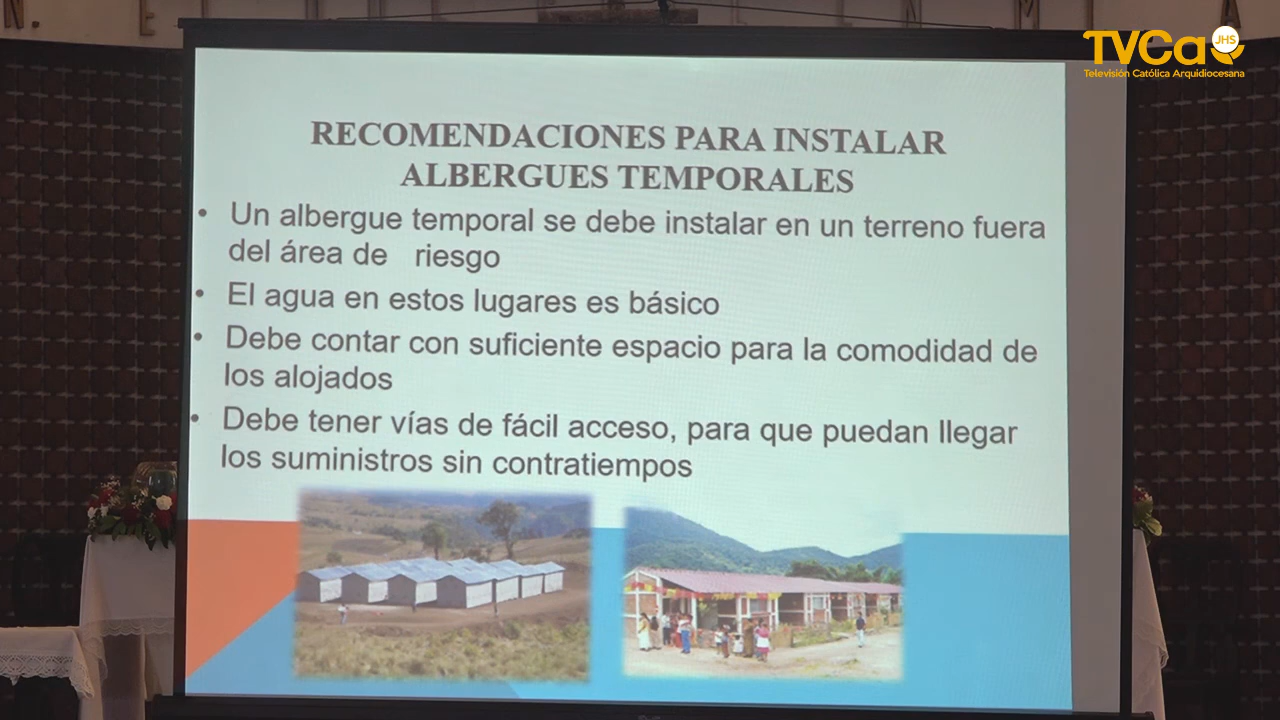 TVCa
JHS
Televisión Católica Arquidiocesana
RECOMENDACIONES PARA INSTALAR
ALBERGUES TEMPORALES
• Un albergue temporal se debe instalar en un terreno fuera
del área de riesgo
• El agua en estos lugares es básico
• Debe contar con suficiente espacio para la comodidad de
los alojados
• Debe tener vías de fácil acceso, para que puedan llegar
los suministros sin contratiempos